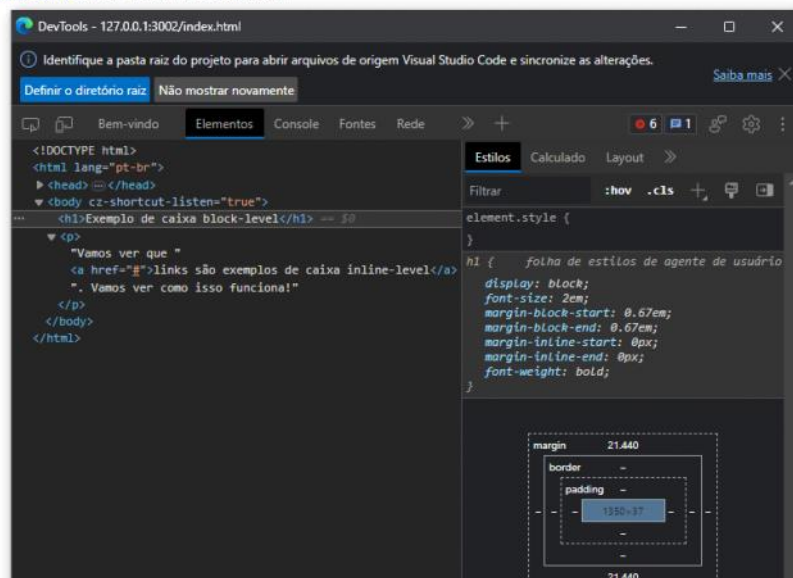 DevTools - 127.0.0.1:3002/index.html
Identifique a pasta raiz do projeto para abrir arquivos de origem Visual Studio Code e sincronize as alterações.
Saiba mais
Definir o diretório raiz Não mostrar novamente
Bem-vindo Elementos Console Fontes Rede 6 1
<!DOCTYPE html>
<html lang="pt-br">
<head> … </head>
<body cz-shortcut-listen="true">
… <h1>Exemplo de caixa block-level</h1> == $0
<p>
"Vamos ver que "
<a href="#">links são exemplos de caixa inline-level</a>
". Vamos ver como isso funciona!"
</p>
</body>
</html>
Estilos Calculado Layout
Filtrar :hov .cls
element.style {
}
h1 { folha de estilos de agente de usuário
display: block;
font-size: 2em;
margin-block-start: 0.67em;
margin-block-end: 0.67em;
margin-inline-start: 0px;
margin-inline-end: 0px;
font-weight: bold;
}
margin 21.440
border –
padding –
– – – 1350×37 – – –
–
–
21.440